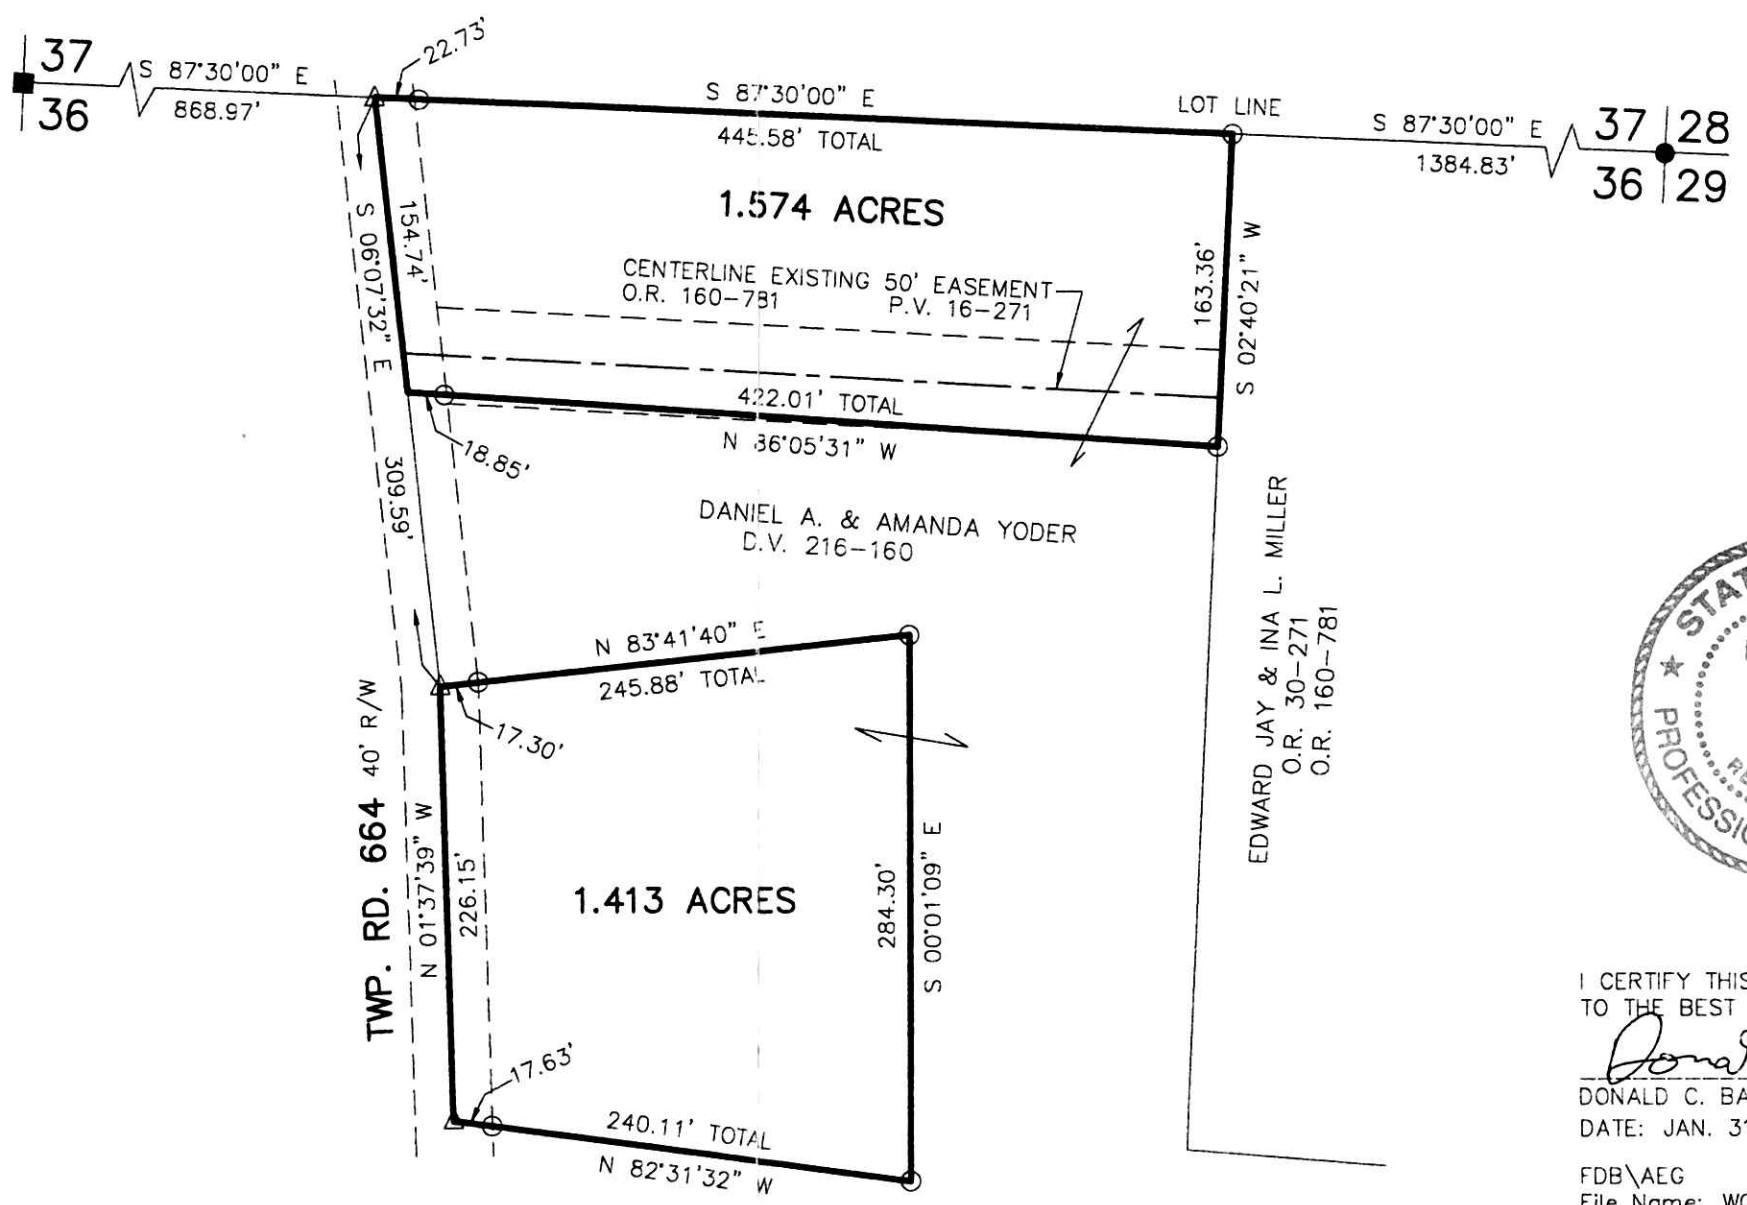 37
36
S 87°30'00" E
868.97'
22.73'
S 87°30'00" E
445.58' TOTAL
LOT LINE
S 87°30'00" E
1384.83'
37 28
36 29
1.574 ACRES
S 06°07'32" E
154.74'
CENTERLINE EXISTING 50' EASEMENT
O.R. 160-781 P.V. 16-271
163.36'
S 02°40'21" W
422.01' TOTAL
N 86°05'31" W
18.85'
309.59'
DANIEL A. & AMANDA YODER
D.V. 216-160
EDWARD JAY & INA L. MILLER
O.R. 30-271
O.R. 160-781
N 83°41'40" E
245.88' TOTAL
17.30'
TWP. RD. 664 40' R/W
N 01°37'39" W
226.15'
1.413 ACRES
284.30'
S 00°01'09" E
17.63'
240.11' TOTAL
N 82°31'32" W
PROFESSIO
I CERTIFY THIS
TO THE BEST
DONALD C. BA
DATE: JAN. 31
FDB\AEG
File Name: WO